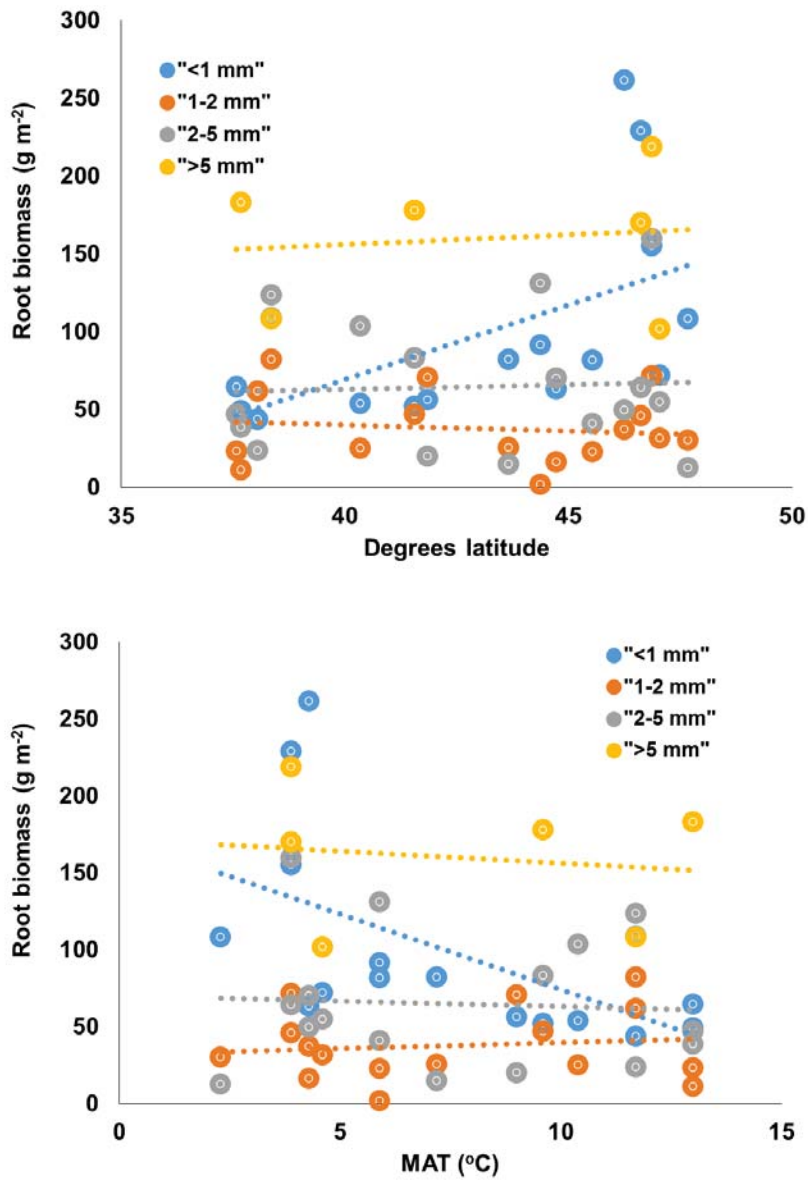 300
250
200
150
100
50
0
Root biomass (g m-2)
"<1 mm"
"1-2 mm"
"2-5 mm"
">5 mm"
35
40
45
50
Degrees latitude
300
250
200
150
100
50
0
Root biomass (g m-2)
"<1 mm"
"1-2 mm"
"2-5 mm"
">5 mm"
0
5
10
15
MAT (oC)